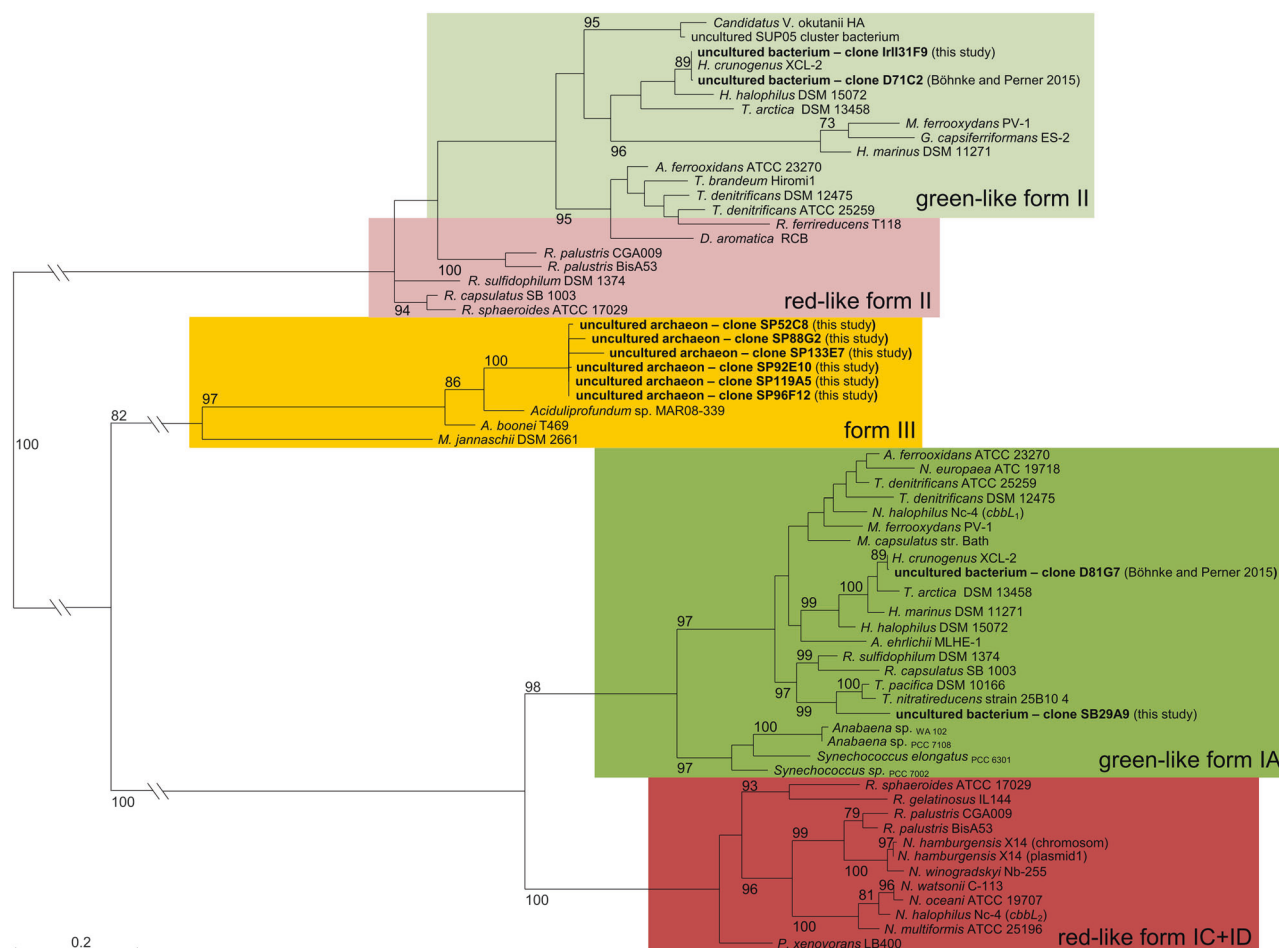 95
Candidatus V. okutanii HA
uncultured SUP05 cluster bacterium
uncultured bacterium – clone IrII31F9 (this study)
89
H. crunogenus XCL-2
uncultured bacterium – clone D71C2 (Böhnke and Perner 2015)
H. halophilus DSM 15072
T. arctica DSM 13458
73
M. ferrooxydans PV-1
G. capsiferriformans ES-2
96
H. marinus DSM 11271
A. ferrooxidans ATCC 23270
T. brandeum Hiromi1
T. denitrificans DSM 12475
green-like form II
T. denitrificans ATCC 25259
95
R. ferrireducens T118
D. aromatica RCB
R. palustris CGA009
100
R. palustris BisA53
R. sulfidophilum DSM 1374
R. capsulatus SB 1003
red-like form II
94
R. sphaeroides ATCC 17029
uncultured archaeon – clone SP52C8 (this study)
uncultured archaeon – clone SP88G2 (this study)
uncultured archaeon – clone SP133E7 (this study)
100
uncultured archaeon – clone SP92E10 (this study)
86
uncultured archaeon – clone SP119A5 (this study)
uncultured archaeon – clone SP96F12 (this study)
97
Aciduliprofundum sp. MAR08-339
82
A. boonei T469
form III
M. jannaschii DSM 2661
100
A. ferrooxidans ATCC 23270
N. europaea ATC 19718
T. denitrificans ATCC 25259
T. denitrificans DSM 12475
N. halophilus Nc-4 (cbbL1)
M. ferrooxydans PV-1
M. capsulatus str. Bath
89
H. crunogenus XCL-2
uncultured bacterium – clone D81G7 (Böhnke and Perner 2015)
100
T. arctica DSM 13458
99
H. marinus DSM 11271
97
H. halophilus DSM 15072
A. ehrlichii MLHE-1
99
R. sulfidophilum DSM 1374
98
R. capsulatus SB 1003
100
T. pacifica DSM 10166
97
T. nitratireducens strain 25B10 4
99
uncultured bacterium – clone SB29A9 (this study)
100
Anabaena sp. WA 102
Anabaena sp. PCC 7108
Synechococcus elongatus PCC 6301
green-like form IA
97
Synechococcus sp. PCC 7002
93
R. sphaeroides ATCC 17029
100
R. gelatinosus IL144
79
R. palustris CGA009
99
R. palustris BisA53
97
N. hamburgensis X14 (chromosom)
N. hamburgensis X14 (plasmid1)
100
N. winogradskyi Nb-255
96
96
N. watsonii C-113
100
81
N. oceani ATCC 19707
N. halophilus Nc-4 (cbbL2)
100
N. multiformis ATCC 25196
red-like form IC+ID
0.2
P. xenovorans LB400